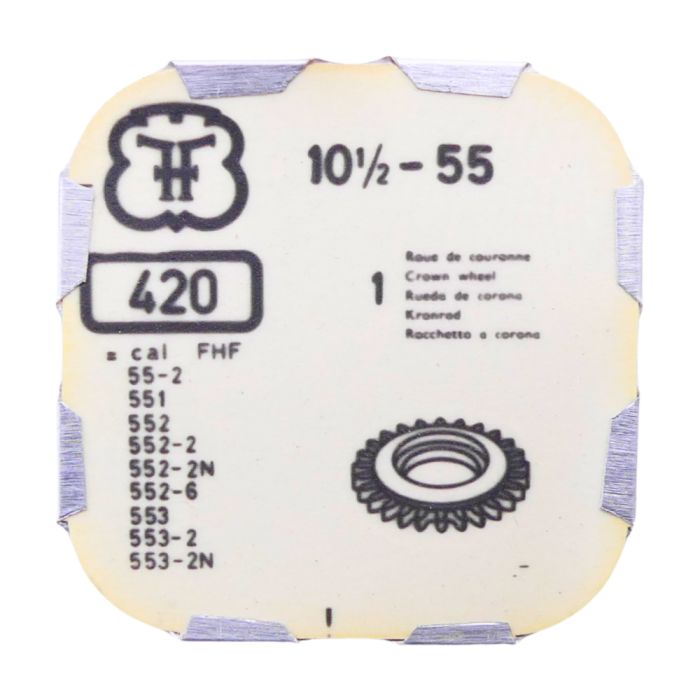 FH
10½ - 55
420
1
Roue de couronne
Crown wheel
Rueda de corona
Kronrad
Rocchetto a corona
= cal FHF
55-2
551
552
552-2
552-2N
552-6
553
553-2
553-2N